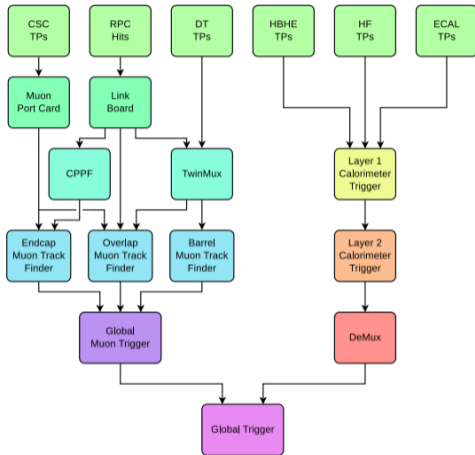 CSC
TPs
RPC
Hits
DT
TPs
HBHE
TPs
HF
TPs
ECAL
TPs
Muon
Port Card
Link
Board
CPPF
TwinMux
Layer 1
Calorimeter
Trigger
Endcap
Muon Track
Finder
Overlap
Muon Track
Finder
Barrel
Muon Track
Finder
Layer 2
Calorimeter
Trigger
Global
Muon Trigger
DeMux
Global Trigger